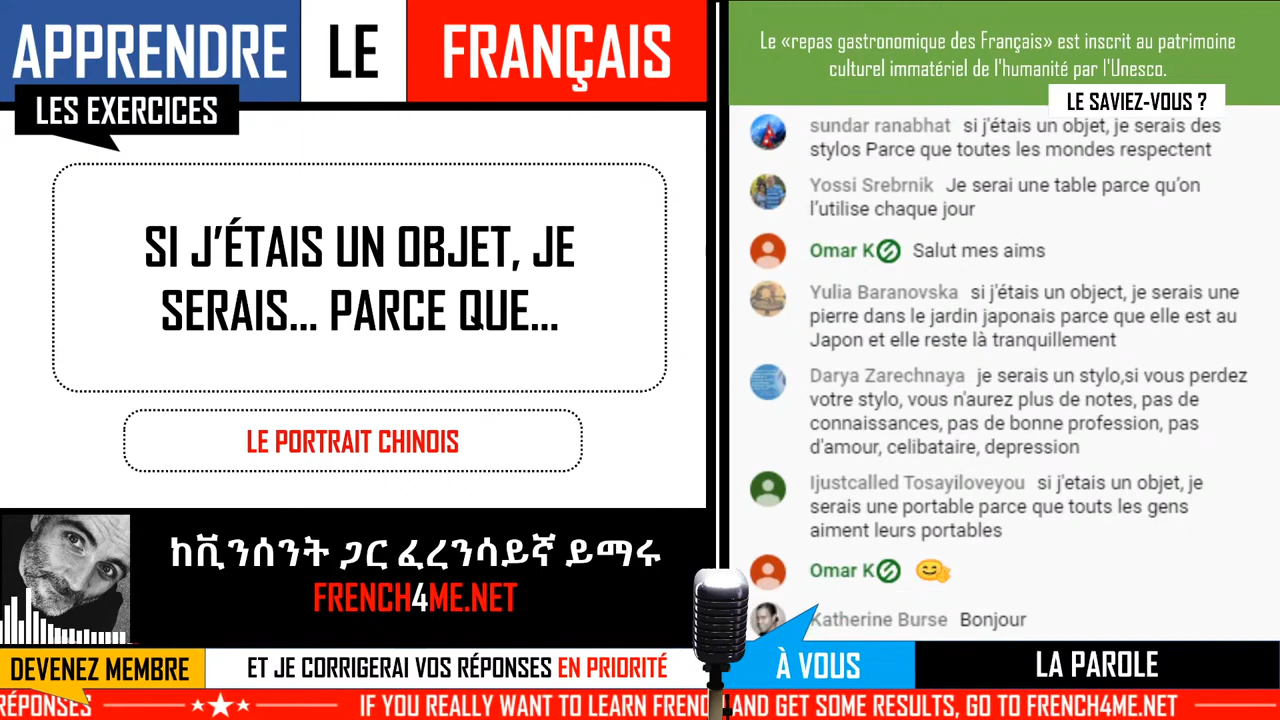 APPRENDRE LE FRANÇAIS
LES EXERCICES
SI J'ÉTAIS UN OBJET, JE
SERAIS... PARCE QUE...
LE PORTRAIT CHINOIS
ከቪንሰንት ጋር ፈረንሳይኛ ይማሩ
FRENCH4ME.NET
DEVENEZ MEMBRE
ET JE CORRIGERAI VOS RÉPONSES EN PRIORITÉ
Le «repas gastronomique des Français» est inscrit au patrimoine
culturel immatériel de l'humanité par l'Unesco.
LE SAVIEZ-VOUS ?
sundar ranabhat si j'étais un objet, je serais des
stylos Parce que toutes les mondes respectent
Yossi Srebrnik Je serai une table parce qu'on
l'utilise chaque jour
Omar K Salut mes aims
Yulia Baranovska si j'étais un object, je serais une
pierre dans le jardin japonais parce que elle est au
Japon et elle reste là tranquillement
Darya Zarechnaya je serais un stylo,si vous perdez
votre stylo, vous n'aurez plus de notes, pas de
connaissances, pas de bonne profession, pas
d'amour, celibataire, depression
Ijustcalled Tosayiloveyou si j'etais un objet, je
serais une portable parce que touts les gens
aiment leurs portables
Omar K
Katherine Burse Bonjour
À VOUS
LA PAROLE
RÉPONSES IF YOU REALLY WANT TO LEARN FRENCH AND GET SOME RESULTS, GO TO FRENCH4ME.NET